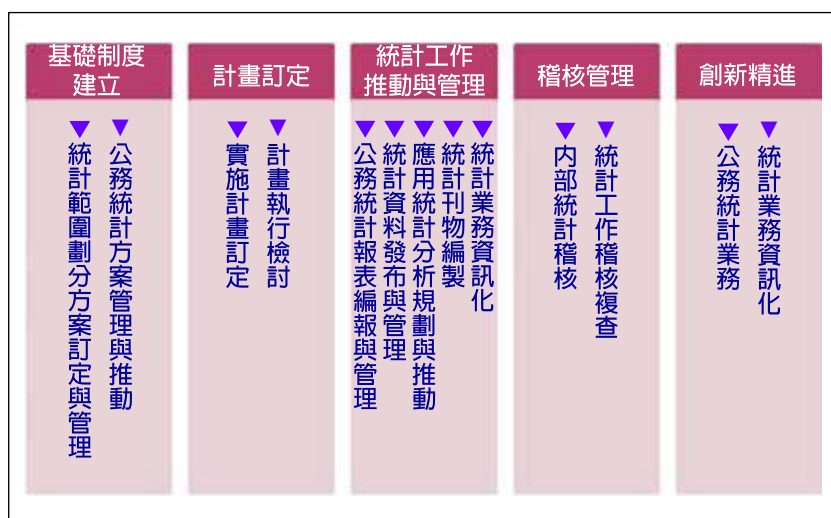 基礎制度
建立
統計範圍劃分方案訂定與管理
公務統計方案管理與推動
計畫訂定
實施計畫訂定
計畫執行檢討
統計工作
推動與管理
公務統計報表編報與管理
統計資料發布與管理
應用統計分析規劃與推動
統計刊物編製
統計業務資訊化
稽核管理
內部統計稽核
統計工作稽核複查
創新精進
公務統計業務
統計業務資訊化